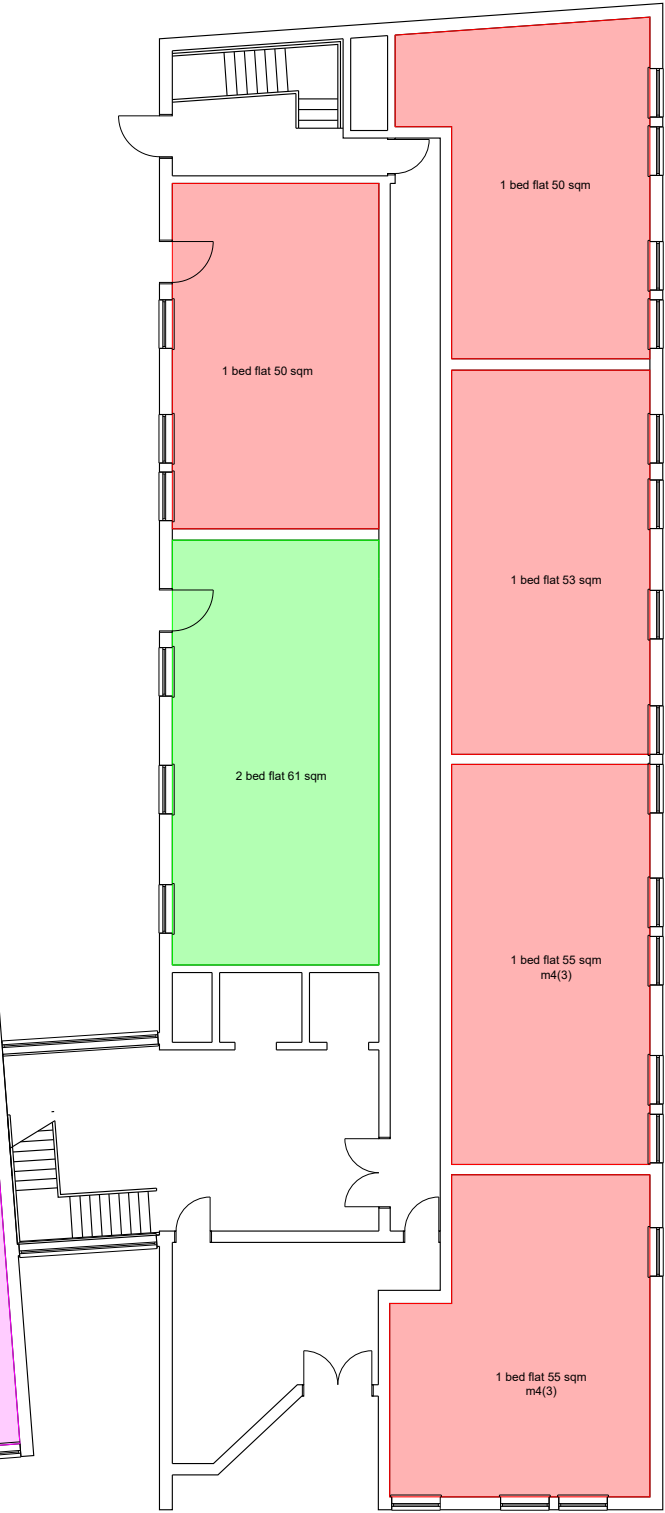 1 bed flat 50 sqm
1 bed flat 50 sqm
1 bed flat 53 sqm
2 bed flat 61 sqm
1 bed flat 55 sqm
m4(3)
1 bed flat 55 sqm
m4(3)